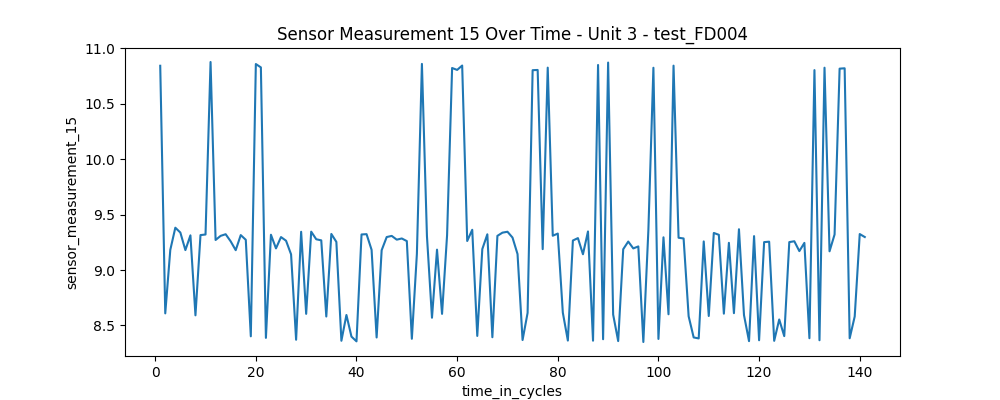 Sensor Measurement 15 Over Time - Unit 3 - test_FD004
sensor_measurement_15
11.0
10.5
10.0
9.5
9.0
8.5
0 20 40 60 80 100 120 140
time_in_cycles